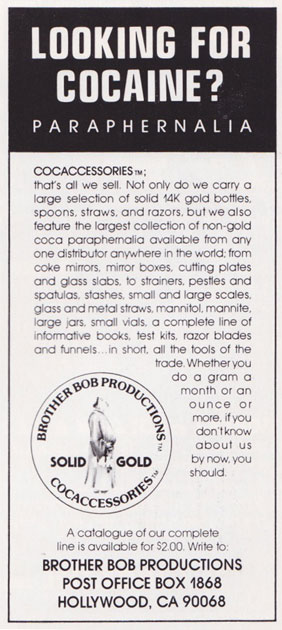 LOOKING FOR
COCAINE?
PARAPHERNALIA
COCACCESSORIES™;
that's all we sell. Not only do we carry a
large selection of solid 14K gold bottles,
spoons, straws, and razors, but we also
feature the largest collection of non-gold
coca paraphernalia available from any
one distributor anywhere in the world; from
coke mirrors, mirror boxes, cutting plates
and glass slabs, to strainers, pestles and
spatulas, stashes, small and large scales,
glass and metal straws, mannitol, mannite,
large jars, small vials, a complete line of
informative books, test kits, razor blades
and funnels...in short, all the tools of the
trade. Whether you
do a gram a
month or an
ounce or
more, if you
don't know
about us
by now, you
should.
BROTHER BOB PRODUCTIONS™
SOLID GOLD
COCACCESSORIES™
A catalogue of our complete
line is available for $2.00. Write to:
BROTHER BOB PRODUCTIONS
POST OFFICE BOX 1868
HOLLYWOOD, CA 90068